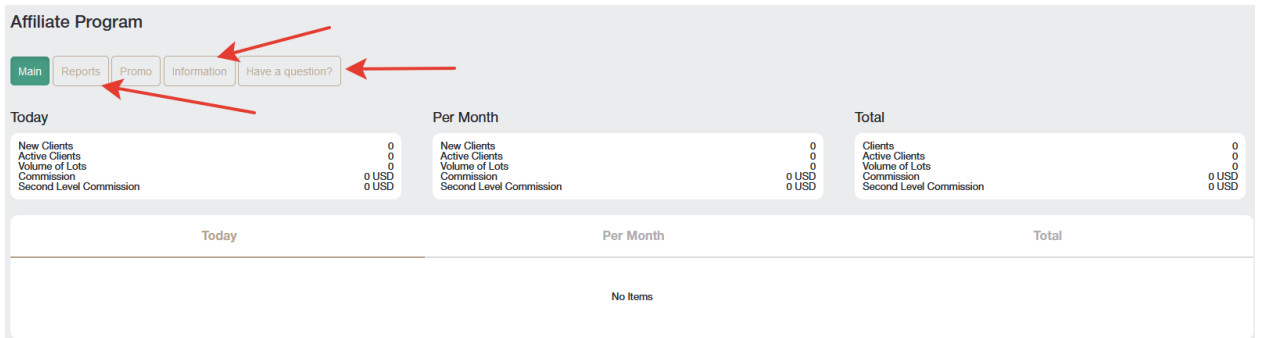 Affiliate Program
Main Reports Promo Information Have a question?
Today Per Month Total
New Clients 0 New Clients 0 Clients 0
Active Clients 0 Active Clients 0 Active Clients 0
Volume of Lots 0 Volume of Lots 0 Volume of Lots 0
Commission 0 USD Commission 0 USD Commission 0 USD
Second Level Commission 0 USD Second Level Commission 0 USD Second Level Commission 0 USD
Today Per Month Total
No Items